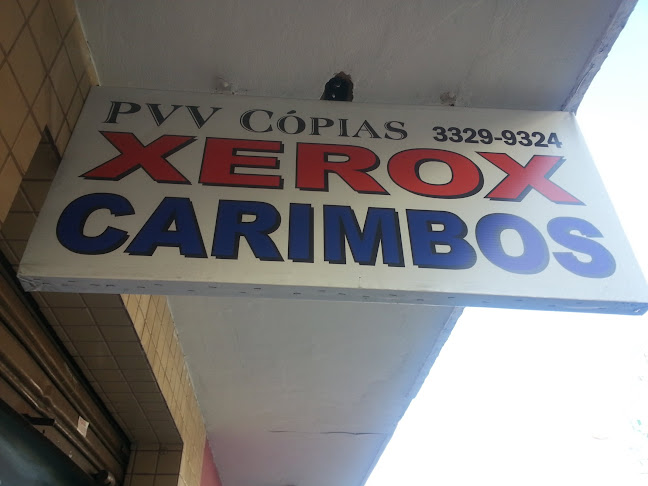 PVV CÓPIAS 3329-9324
XEROX
CARIMBOS